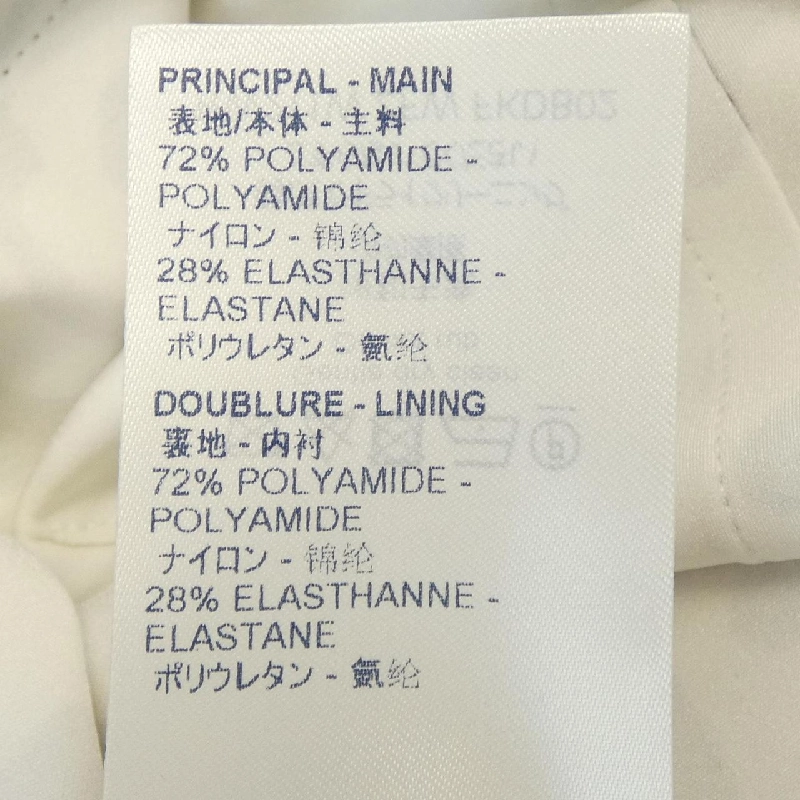 PRINCIPAL - MAIN
表地/本体 - 主料
72% POLYAMIDE -
POLYAMIDE
ナイロン - 锦纶
28% ELASTHANNE -
ELASTANE
ポリウレタン - 氨纶
DOUBLURE - LINING
裏地 - 内衬
72% POLYAMIDE -
POLYAMIDE
ナイロン - 锦纶
28% ELASTHANNE -
ELASTANE
ポリウレタン - 氨纶